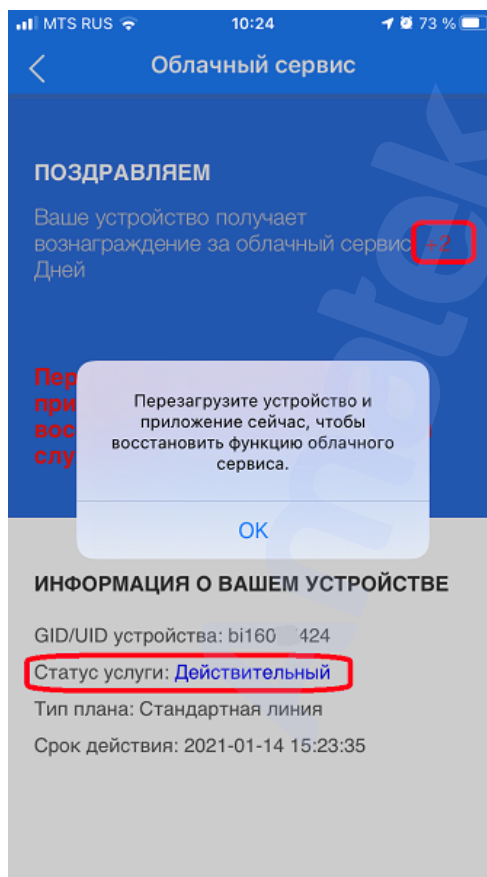 MTS RUS 10:24 73 %
Облачный сервис
ПОЗДРАВЛЯЕМ
Ваше устройство получает
вознаграждение за облачный сервис +2
Дней
Перезагрузите устройство и
приложение сейчас, чтобы
восстановить функцию облачного
сервиса.
OK
ИНФОРМАЦИЯ О ВАШЕМ УСТРОЙСТВЕ
GID/UID устройства: bi160 424
Статус услуги: Действительный
Тип плана: Стандартная линия
Срок действия: 2021-01-14 15:23:35